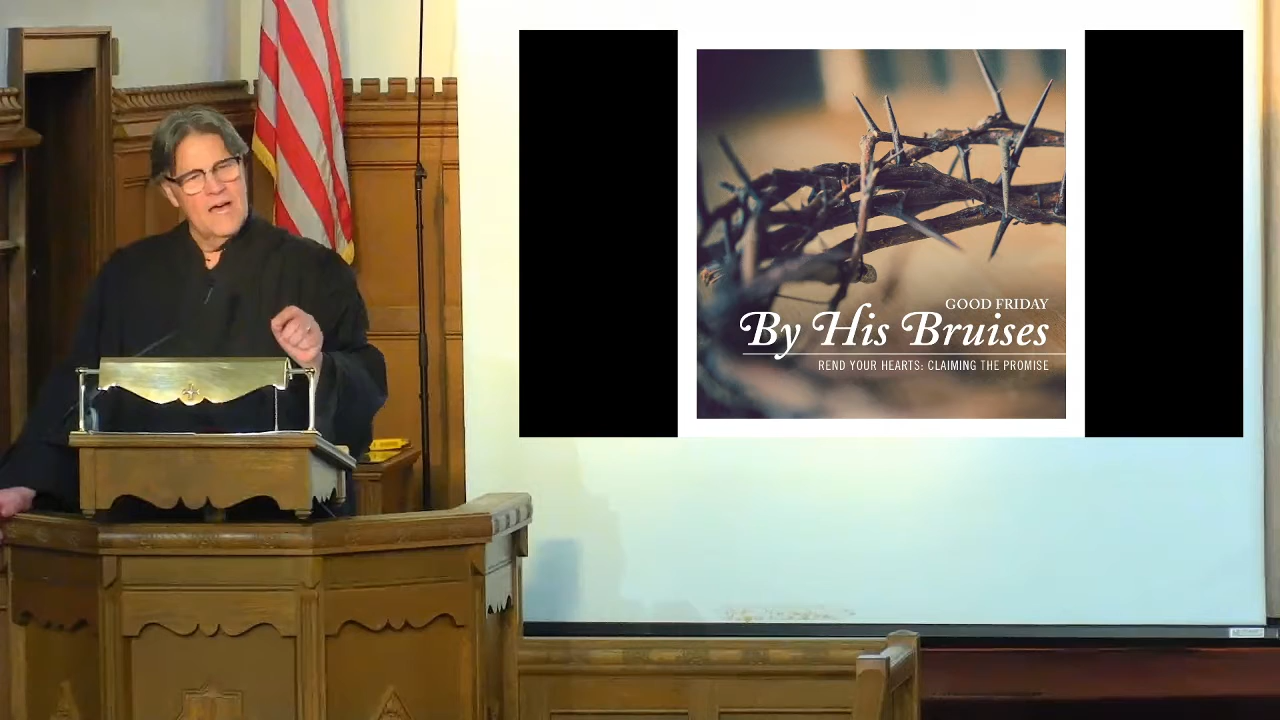 GOOD FRIDAY
By His Bruises
REND YOUR HEARTS: CLAIMING THE PROMISE